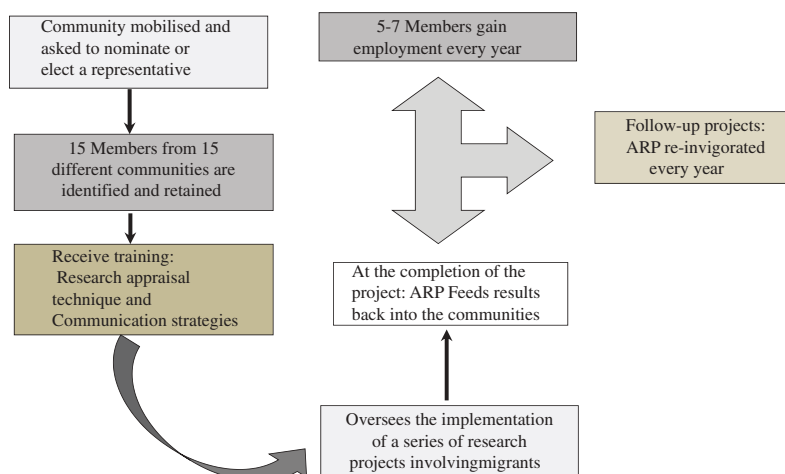 Community mobilised and
asked to nominate or
elect a representative
15 Members from 15
different communities are
identified and retained
Receive training:
Research appraisal
technique and
Communication strategies
Oversees the implementation
of a series of research
projects involvingmigrants
At the completion of the
project: ARP Feeds results
back into the communities
5-7 Members gain
employment every year
Follow-up projects:
ARP re-invigorated
every year